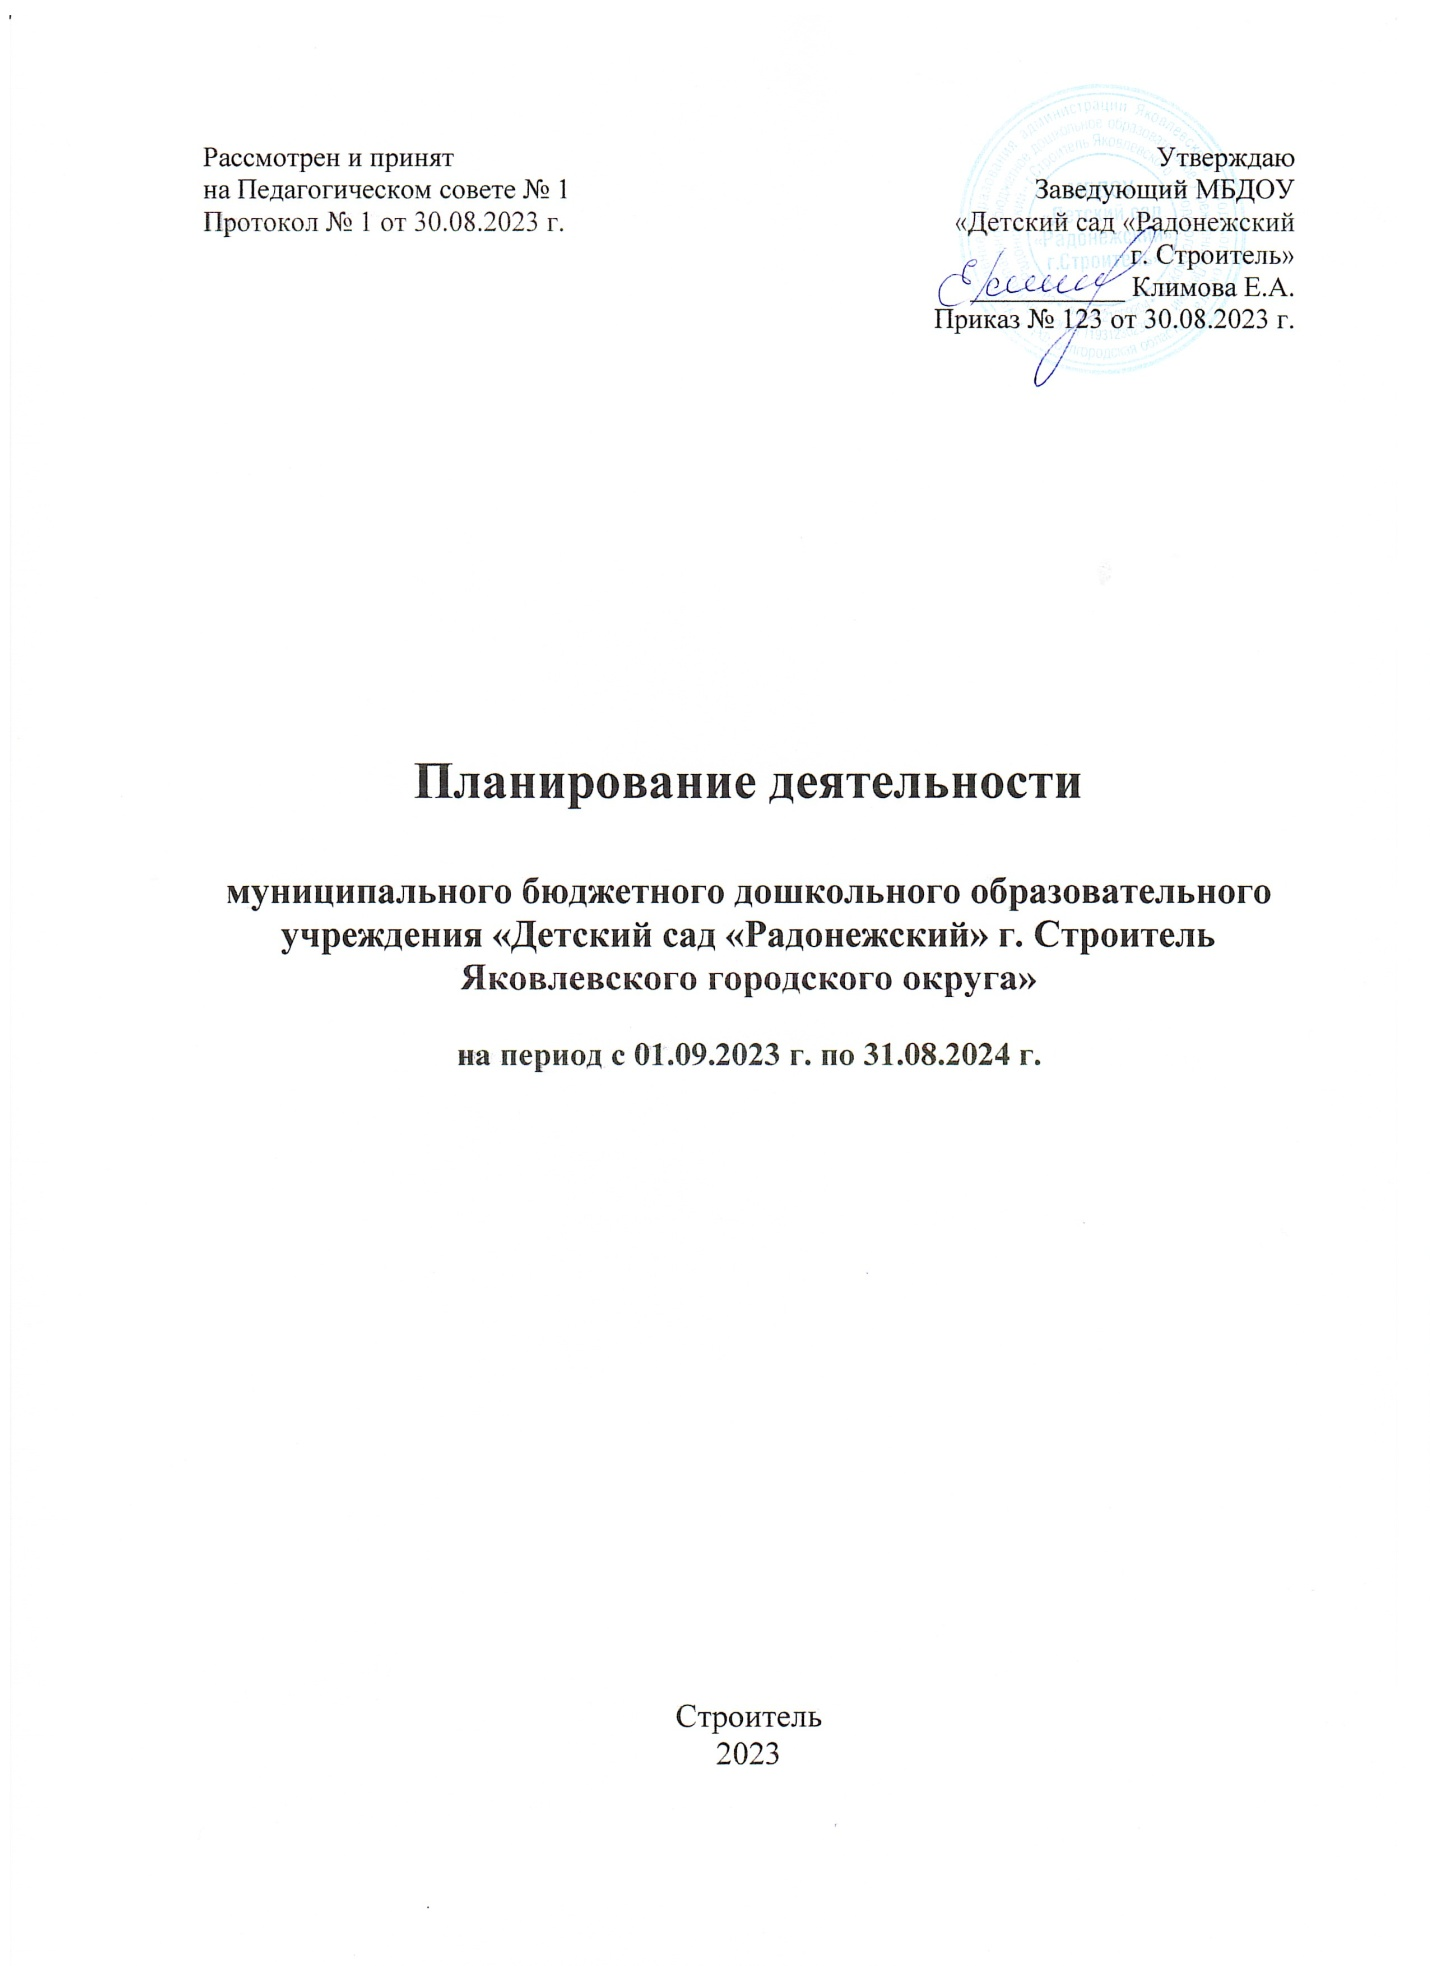 Рассмотрен и принят
на Педагогическом совете № 1
Протокол № 1 от 30.08.2023 г.
Утверждаю
Заведующий МБДОУ
«Детский сад «Радонежский
г. Строитель»
___________ Климова Е.А.
Приказ № 123 от 30.08.2023 г.
Планирование деятельности
муниципального бюджетного дошкольного образовательного
учреждения «Детский сад «Радонежский» г. Строитель
Яковлевского городского округа»
на период с 01.09.2023 г. по 31.08.2024 г.
Строитель
2023